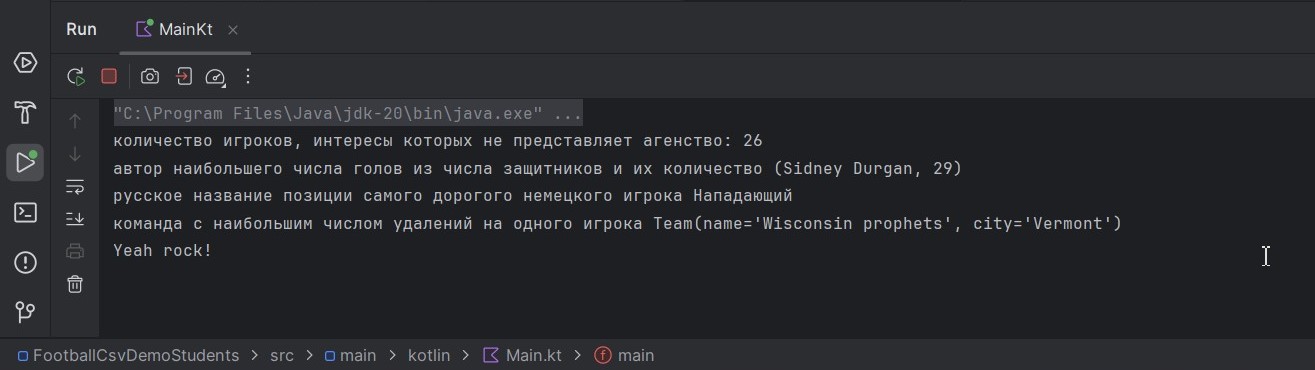 Run MainKt
"C:\Program Files\Java\jdk-20\bin\java.exe" ...
количество игроков, интересы которых не представляет агенство: 26
автор наибольшего числа голов из числа защитников и их количество (Sidney Durgan, 29)
русское название позиции самого дорогого немецкого игрока Нападающий
команда с наибольшим числом удалений на одного игрока Team(name='Wisconsin prophets', city='Vermont')
Yeah rock!
FootballCsvDemoStudents > src > main > kotlin > Main.kt > f main